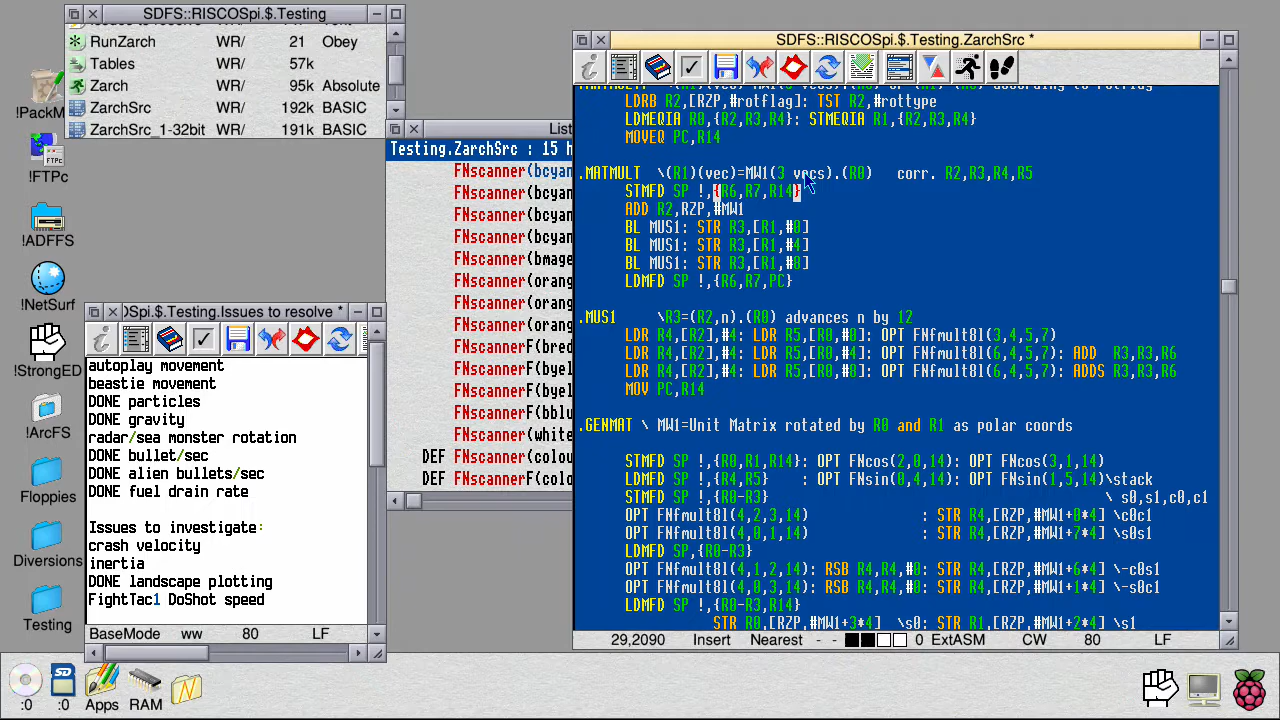 SDFS::RISCOSpi.$.Testing
RunZarch WR/ 21 Obey
Tables WR/ 57k
Zarch WR/ 95k Absolute
ZarchSrc WR/ 192k BASIC
ZarchSrc_1-32bit WR/ 191k BASIC
!PackM
!FTPc
!ADFFS
!NetSurf
!StrongED
!ArcFS
Floppies
Diversions
Testing
List
Testing.ZarchSrc : 15 h
FNscanner(bcyan
FNscanner(bcyan
FNscanner(bcyan
FNscanner(bcyan
FNscanner(bmage
FNscanner(orang
FNscanner(orang
FNscanner(orang
FNscannerF(bred
FNscannerF(byel
FNscannerF(byel
FNscannerF(bblu
FNscannerF(white
DEF FNscanner(colou
DEF FNscannerF(colo
)Spi.$.Testing.Issues to resolve *
autoplay movement
beastie movement
DONE particles
DONE gravity
radar/sea monster rotation
DONE bullet/sec
DONE alien bullets/sec
DONE fuel drain rate
Issues to investigate:
crash velocity
inertia
DONE landscape plotting
FightTac1 DoShot speed
BaseMode ww 80 LF
SDFS::RISCOSpi.$.Testing.ZarchSrc *
LDRB R2,[RZP,#rotflag]: TST R2,#rottype
LDMEQIA R0,{R2,R3,R4}: STMEQIA R1,{R2,R3,R4}
MOVEQ PC,R14
.MATMULT \(R1)(vec)=MW1(3 vecs).(R0) corr. R2,R3,R4,R5
STMFD SP !,{R6,R7,R14}
ADD R2,RZP,#MW1
BL MUS1: STR R3,[R1,#0]
BL MUS1: STR R3,[R1,#4]
BL MUS1: STR R3,[R1,#8]
LDMFD SP !,{R6,R7,PC}
.MUS1 \R3=(R2,n).(R0) advances n by 12
LDR R4,[R2],#4: LDR R5,[R0,#0]: OPT FNfmult8l(3,4,5,7)
LDR R4,[R2],#4: LDR R5,[R0,#4]: OPT FNfmult8l(6,4,5,7): ADD R3,R3,R6
LDR R4,[R2],#4: LDR R5,[R0,#8]: OPT FNfmult8l(6,4,5,7): ADDS R3,R3,R6
MOV PC,R14
.GENMAT \ MW1=Unit Matrix rotated by R0 and R1 as polar coords
STMFD SP !,{R0,R1,R14}: OPT FNcos(2,0,14): OPT FNcos(3,1,14)
LDMFD SP !,{R4,R5} : OPT FNsin(0,4,14): OPT FNsin(1,5,14)\stack
STMFD SP !,{R0-R3} \ s0,s1,c0,c1
OPT FNfmult8l(4,2,3,14) : STR R4,[RZP,#MW1+0*4] \c0c1
OPT FNfmult8l(4,0,1,14) : STR R4,[RZP,#MW1+7*4] \s0s1
LDMFD SP,{R0-R3}
OPT FNfmult8l(4,1,2,14) : RSB R4,R4,#0: STR R4,[RZP,#MW1+6*4] \-c0s1
OPT FNfmult8l(4,0,3,14) : RSB R4,R4,#0: STR R4,[RZP,#MW1+1*4] \-s0c1
LDMFD SP !,{R0-R3,R14}
STR R0,[RZP,#MW1+3*4] \s0: STR R1,[RZP,#MW1+2*4] \s1
29,2090 Insert Nearest - - 0 ExtASM CW 80 LF
:0
:0
Apps
RAM